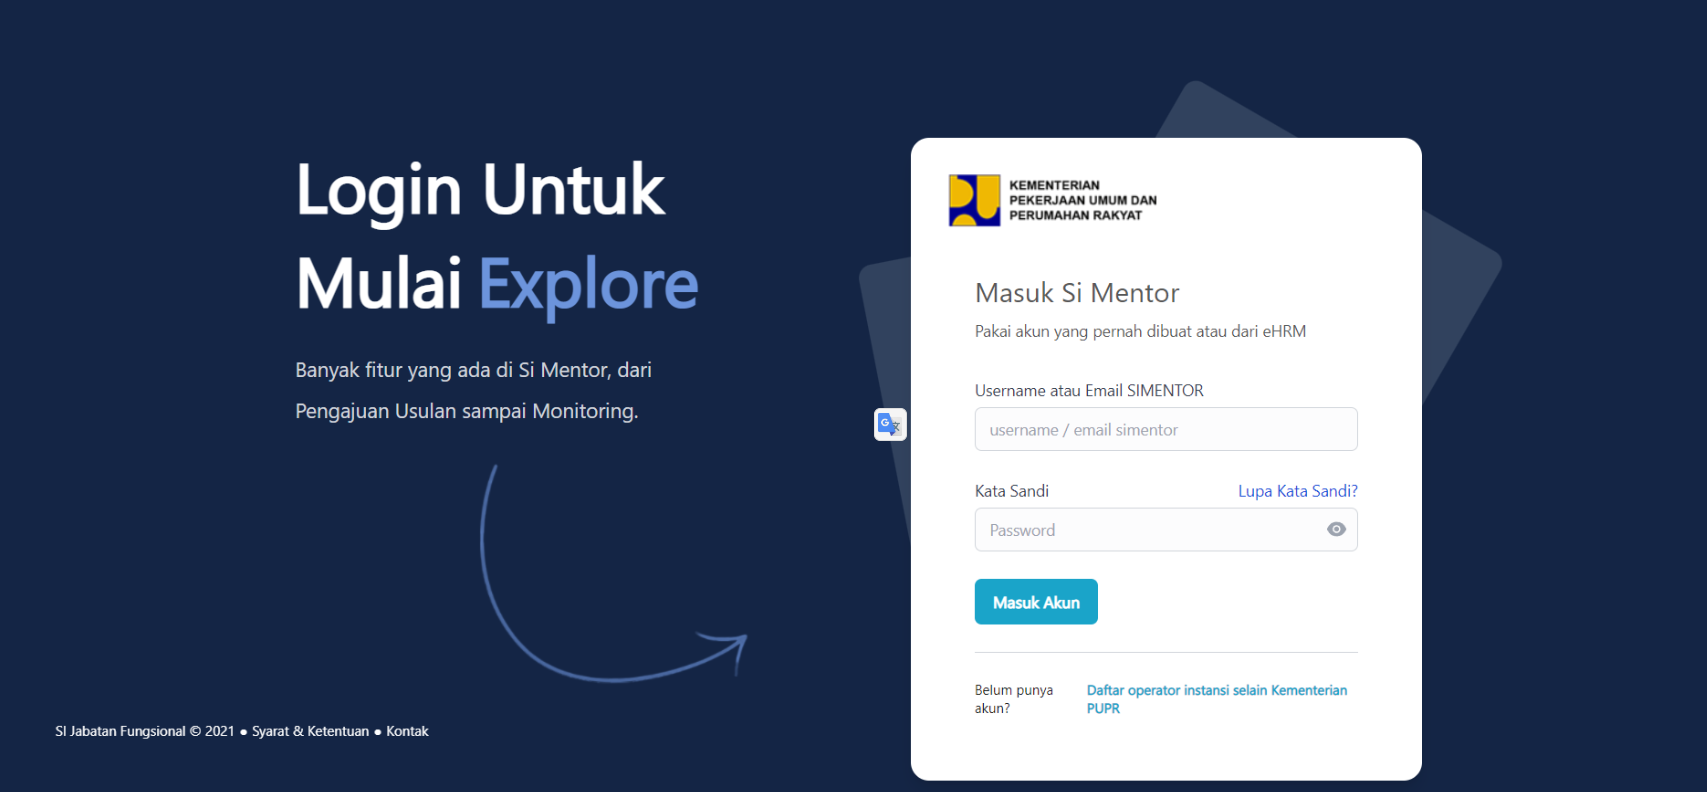 Login Untuk
Mulai Explore
Banyak fitur yang ada di Si Mentor, dari
Pengajuan Usulan sampai Monitoring.
SI Jabatan Fungsional © 2021 ● Syarat & Ketentuan ● Kontak
KEMENTERIAN
PEKERJAAN UMUM DAN
PERUMAHAN RAKYAT
Masuk Si Mentor
Pakai akun yang pernah dibuat atau dari eHRM
Username atau Email SIMENTOR
username / email simentor
Kata Sandi Lupa Kata Sandi?
Password
Masuk Akun
Belum punya akun?
Daftar operator instansi selain Kementerian
PUPR